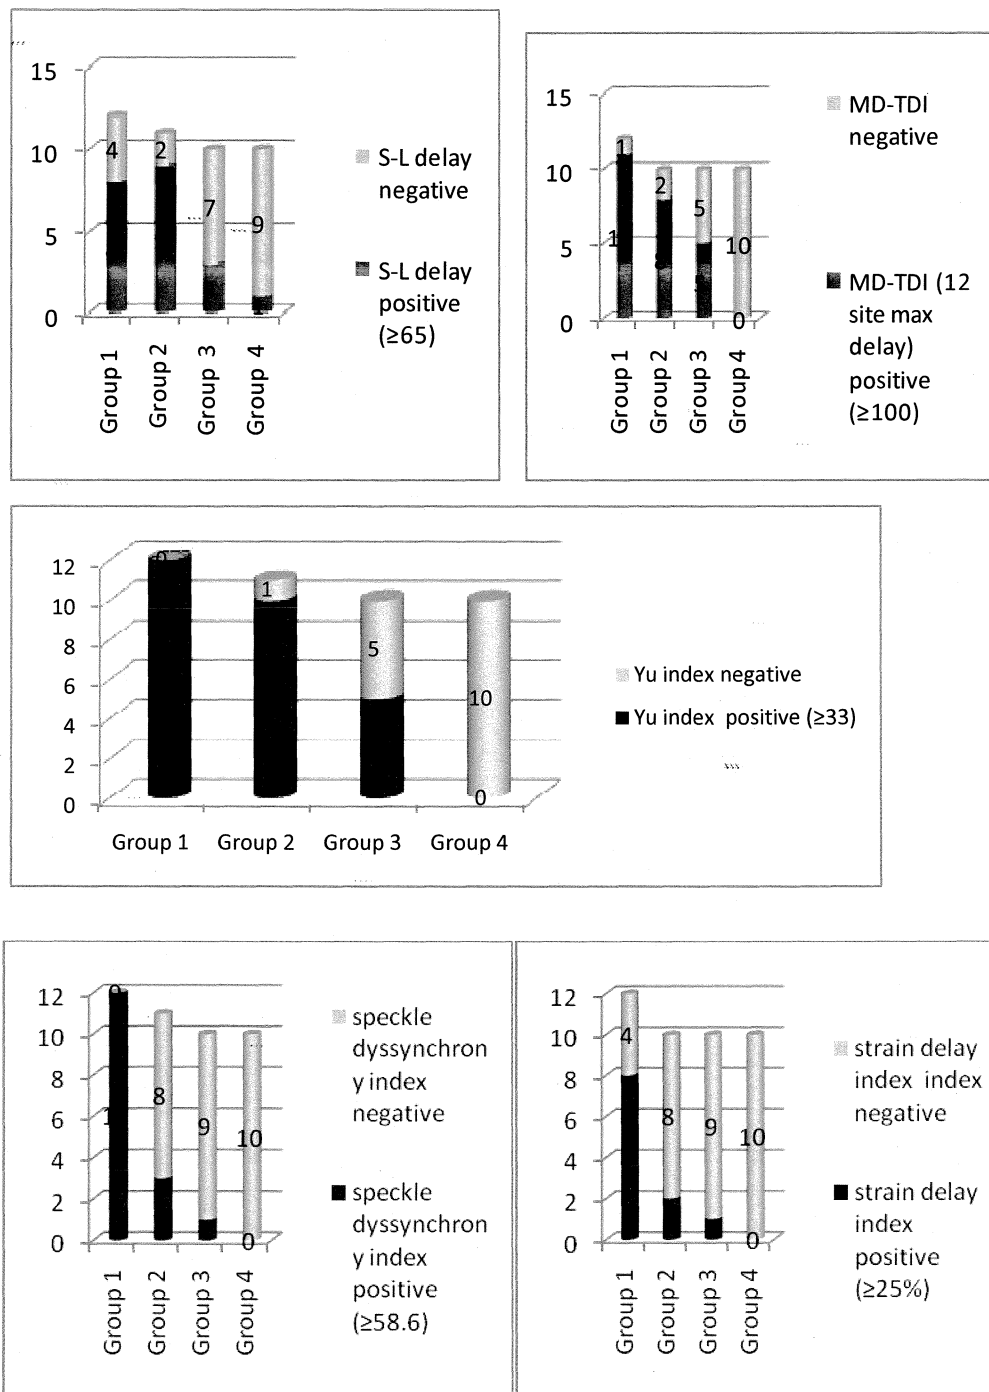 15
10
5
0
4
2
7
9
Group 1
Group 2
Group 3
Group 4
S-L delay
negative
S-L delay
positive
(≥65)
15
10
5
0
1
2
5
10
0
Group 1
Group 2
Group 3
Group 4
MD-TDI
negative
MD-TDI (12
site max
delay)
positive
(≥100)
12
10
8
6
4
2
0
0
1
5
10
0
Group 1
Group 2
Group 3
Group 4
Yu index negative
Yu index positive (≥33)
12
10
8
6
4
2
0
0
8
9
10
0
Group 1
Group 2
Group 3
Group 4
speckle
dyssynchron
y index
negative
speckle
dyssynchron
y index
positive
(≥58.6)
12
10
8
6
4
2
0
4
8
9
10
0
Group 1
Group 2
Group 3
Group 4
strain delay
index index
negative
strain delay
index
positive
(≥25%)